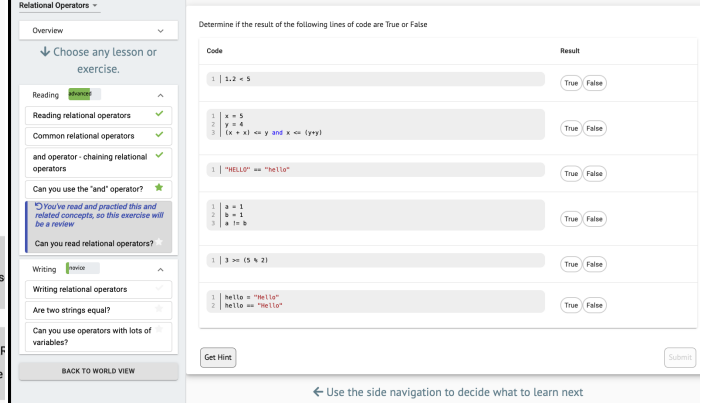 Relational Operators
Overview
↓ Choose any lesson or
exercise.
Reading advanced
Reading relational operators
Common relational operators
and operator - chaining relational
operators
Can you use the "and" operator?
You've read and practied this and
related concepts, so this exercise will
be a review
Can you read relational operators?
Writing novice
Writing relational operators
Are two strings equal?
Can you use operators with lots of
variables?
BACK TO WORLD VIEW
Determine if the result of the following lines of code are True or False
Code Result
1 1.2 < 5 True False
1 x = 5
2 y = 4 True False
3 (x + x) <= y and x <= (y+y)
1 "HELLO" == "hello" True False
1 a = 1
2 b = 1 True False
3 a != b
1 3 >= (5 % 2) True False
1 hello = "Hello" True False
2 hello == "Hello"
Get Hint Submit
← Use the side navigation to decide what to learn next